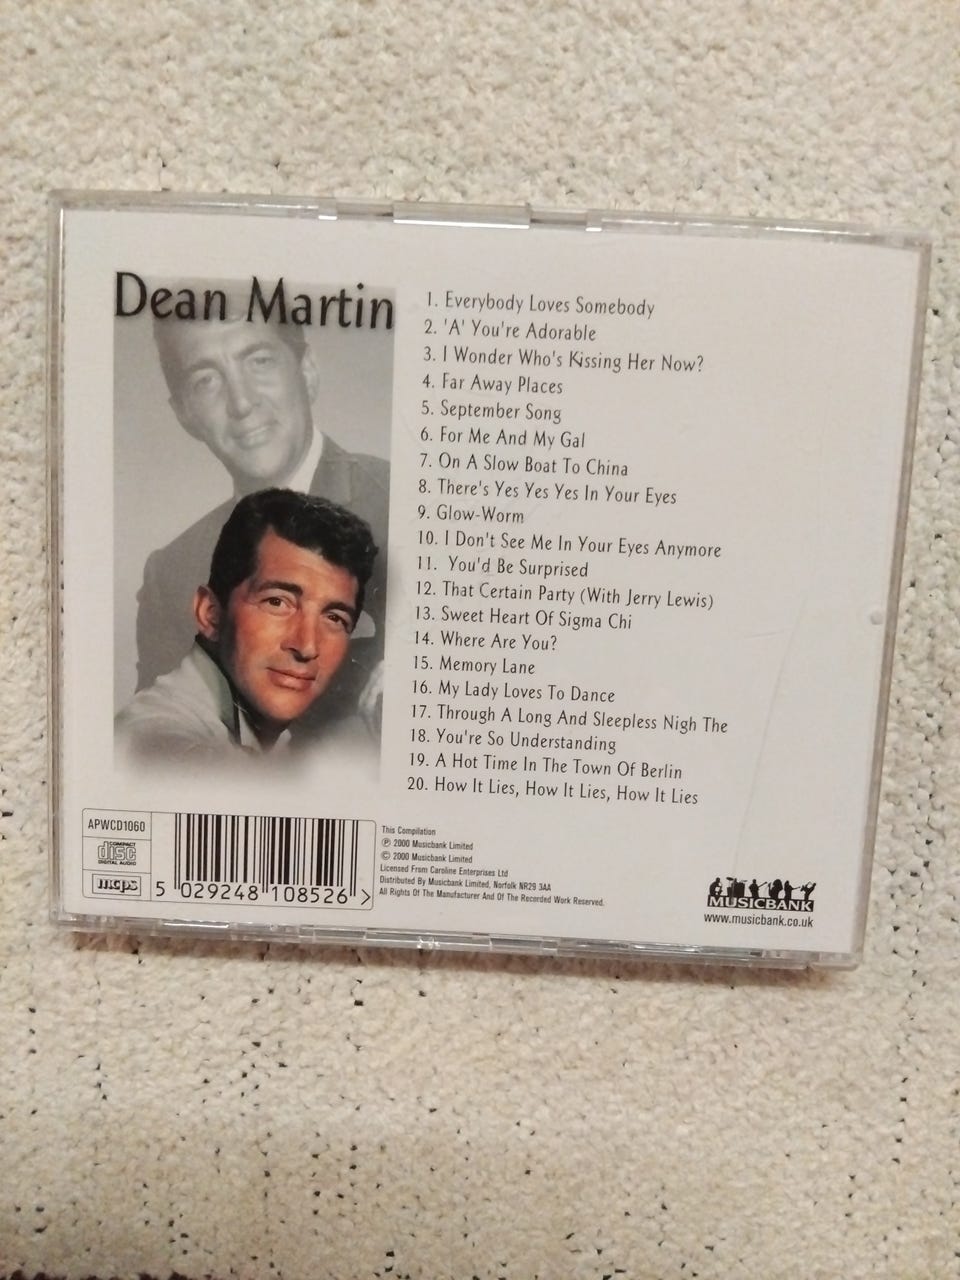 Dean Martin
1. Everybody Loves Somebody
2. 'A' You're Adorable
3. I Wonder Who's Kissing Her Now?
4. Far Away Places
5. September Song
6. For Me And My Gal
7. On A Slow Boat To China
8. There's Yes Yes Yes In Your Eyes
9. Glow-Worm
10. I Don't See Me In Your Eyes Anymore
11. You'd Be Surprised
12. That Certain Party (With Jerry Lewis)
13. Sweet Heart Of Sigma Chi
14. Where Are You?
15. Memory Lane
16. My Lady Loves To Dance
17. Through A Long And Sleepless Nigh The
18. You're So Understanding
19. A Hot Time In The Town Of Berlin
20. How It Lies, How It Lies, How It Lies
APWCD1060
COMPACT
disc
DIGITAL AUDIO
mcps
5 029248 108526 >
This Compilation
℗ 2000 Musicbank Limited
© 2000 Musicbank Limited
Licensed From Caroline Enterprises Ltd
Distributed By Musicbank Limited, Norfolk NR29 3AA
All Rights Of The Manufacturer And Of The Recorded Work Reserved.
MUSICBANK
www.musicbank.co.uk